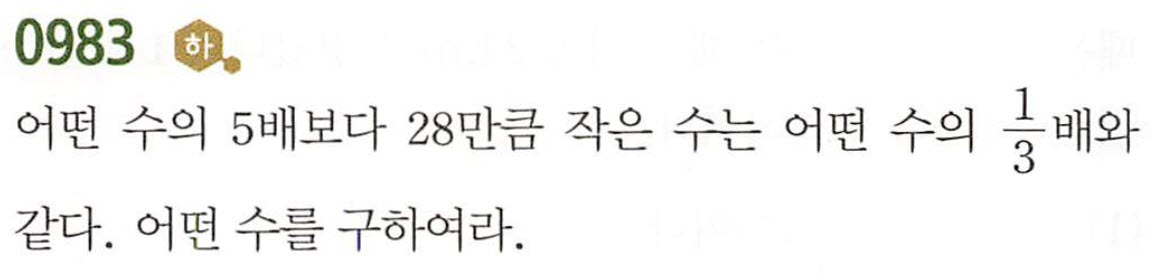 0983 하
어떤 수의 5배보다 28만큼 작은 수는 어떤 수의 1/3배와
같다. 어떤 수를 구하여라.